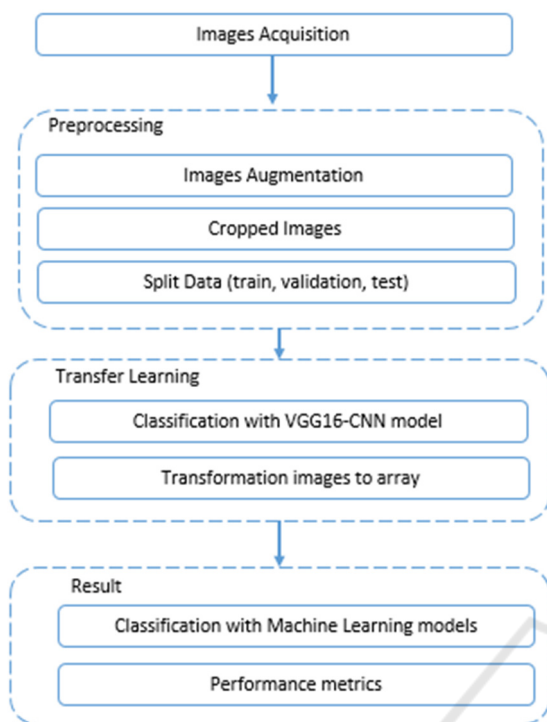 Images Acquisition
Preprocessing
Images Augmentation
Cropped Images
Split Data (train, validation, test)
Transfer Learning
Classification with VGG16-CNN model
Transformation images to array
Result
Classification with Machine Learning models
Performance metrics